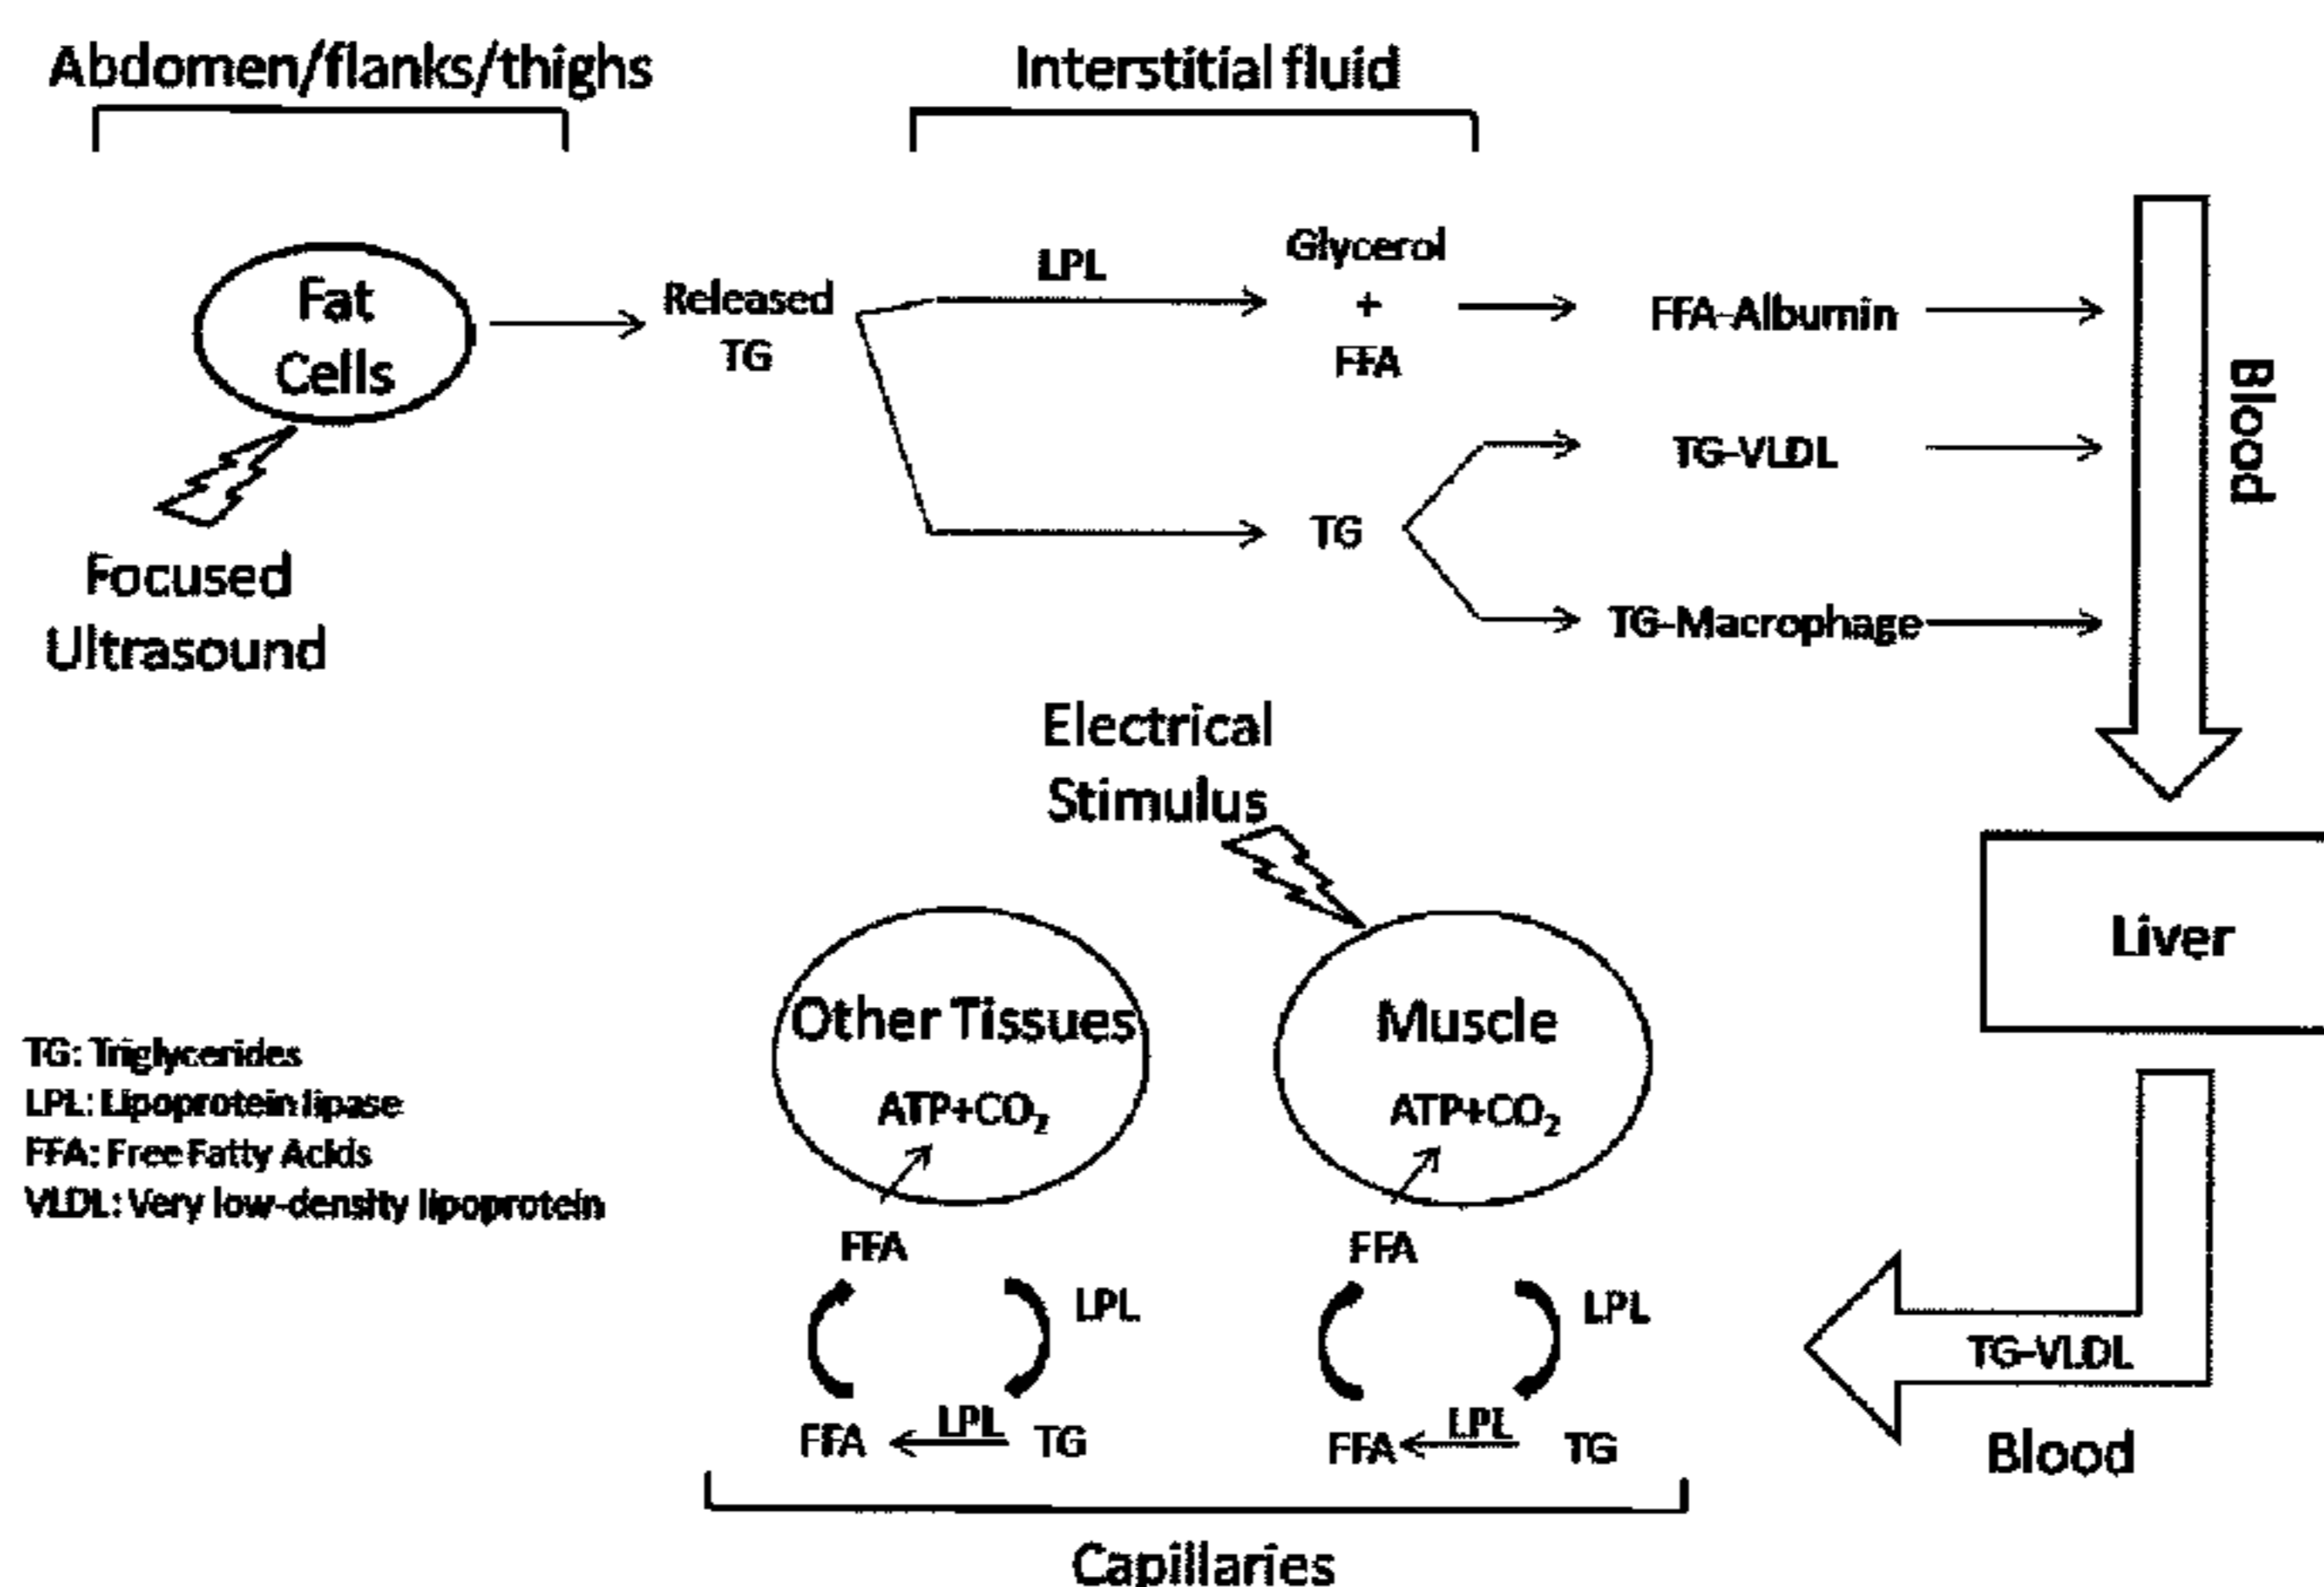 Abdomen/flanks/thighs
Interstitial fluid
Fat
Cells
Released
TG
LPL
Glycerol
+
FFA
FFA-Albumin
TG-VLDL
TG
TG-Macrophage
Blood
Focused
Ultrasound
Electrical
Stimulus
Liver
Other Tissues
ATP+CO₂
Muscle
ATP+CO₂
TG: Triglycerides
LPL: Lipoprotein lipase
FFA: Free Fatty Acids
VLDL: Very low-density lipoprotein
FFA
LPL
FFA
LPL
TG
FFA
LPL
FFA
LPL
TG
TG-VLDL
Blood
Capillaries